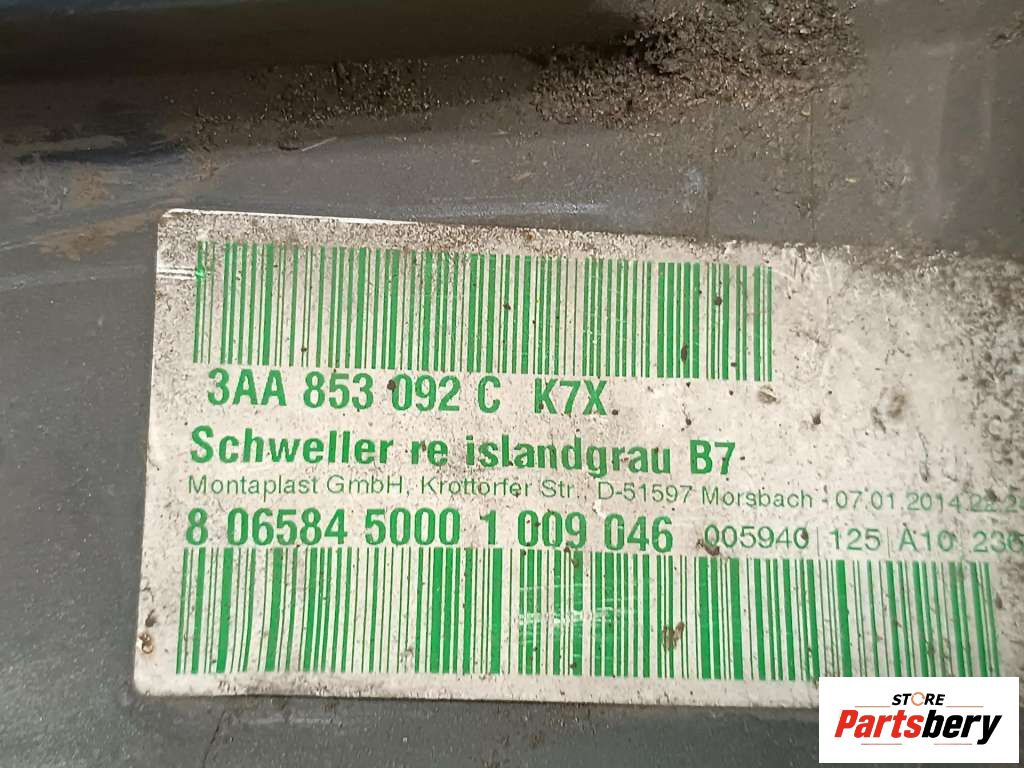 3AA 853 092 C K7X
Schweller re islandgrau B7
Montaplast GmbH, Krottorfer Str., D-51597 Morsbach - 07.01.2014
8 06584 5000 1 009 046 005940 125 A10
STORE
Partsbery